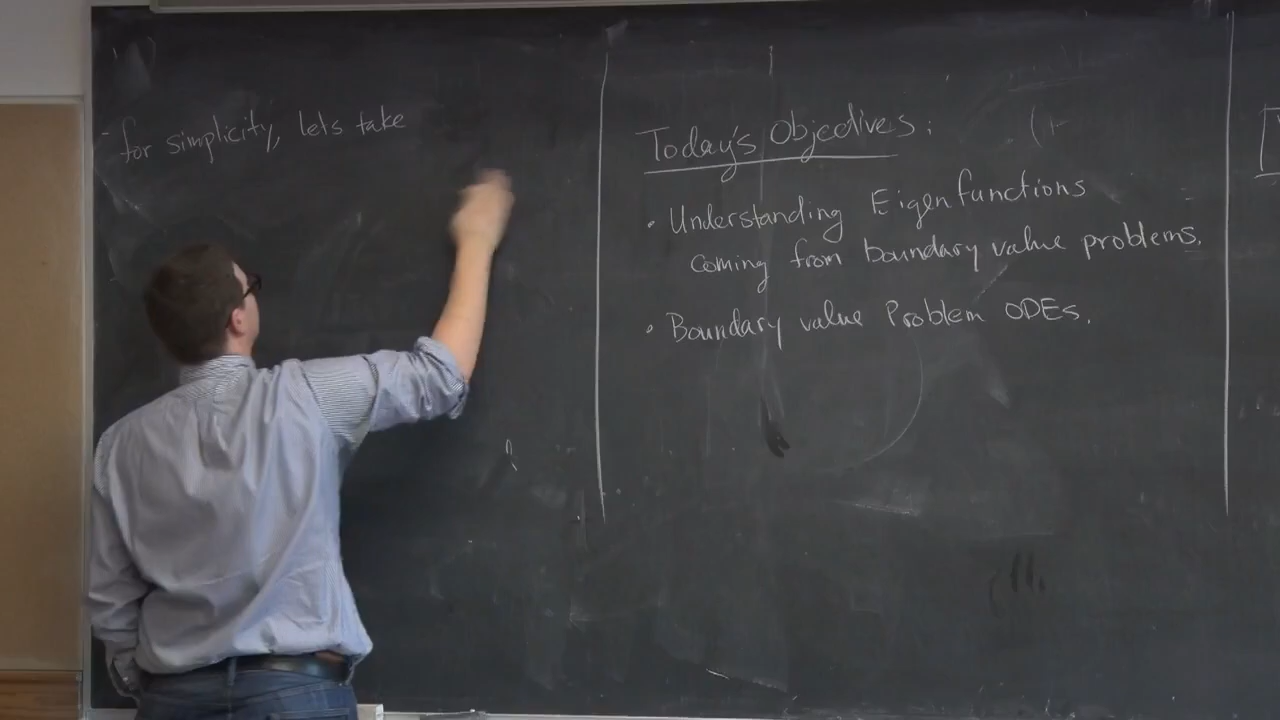 - for simplicity, lets take
Today's Objectives:
• Understanding Eigenfunctions
coming from boundary value problems.
• Boundary value Problem ODEs.